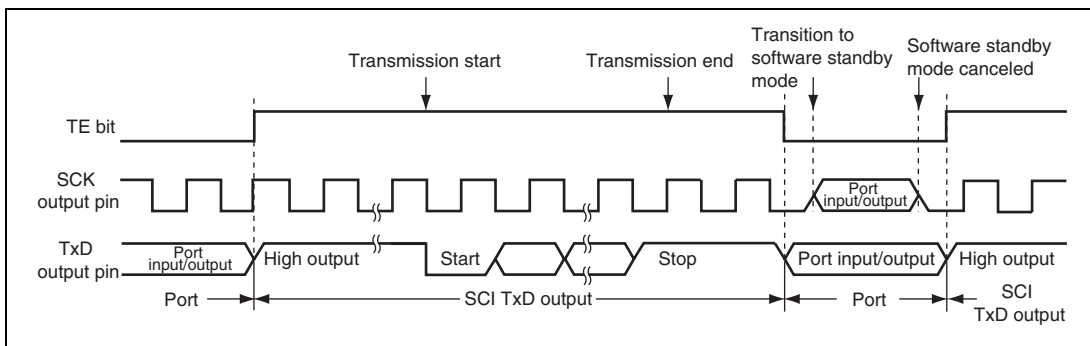 Transmission start
Transmission end
Transition to
software standby
mode
Software standby
mode canceled
TE bit
SCK
output pin
Port
input/output
TxD
output pin
Port
input/output
High output
Start
Stop
Port input/output
High output
Port
SCI TxD output
Port
SCI
TxD output